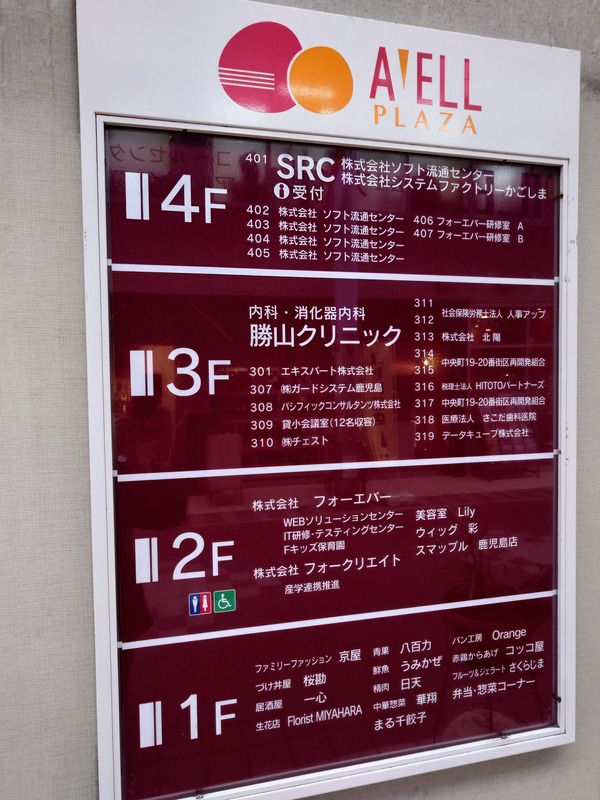 A'ELL
PLAZA
4F
401 SRC 株式会社ソフト流通センター
株式会社システムファクトリーかごしま
i受付
402 株式会社 ソフト流通センター
403 株式会社 ソフト流通センター
404 株式会社 ソフト流通センター
405 株式会社 ソフト流通センター
406 フォーエバー研修室 A
407 フォーエバー研修室 B
3F
内科・消化器内科
勝山クリニック
301 エキスパート株式会社
307 ㈱ガードシステム鹿児島
308 パシフィックコンサルタンツ株式会社
309 貸小会議室(12名収容)
310 ㈱チェスト
311
312 社会保険労務士法人 人事アップ
313 株式会社 北陽
314
315 中央町19-20番街区再開発組合
316 税理士法人 HITOTOパートナーズ
317 中央町19-20番街区再開発組合
318 医療法人 さこだ歯科医院
319 データキューブ株式会社
2F
株式会社 フォーエバー
WEBソリューションセンター
IT研修・テスティングセンター
Fキッズ保育園
株式会社 フォークリエイト
産学連携推進
美容室 Lily
ウィッグ 彩
スマップル 鹿児島店
1F
ファミリーファッション 京屋
づけ丼屋 桜勘
居酒屋 一心
生花店 Florist MIYAHARA
青果 八百力
鮮魚 うみかぜ
精肉 日天
中華惣菜 華翔
まる千餃子
パン工房 Orange
赤鶏からあげ コッコ屋
フルーツ&ジェラート さくらじま
弁当・惣菜コーナー